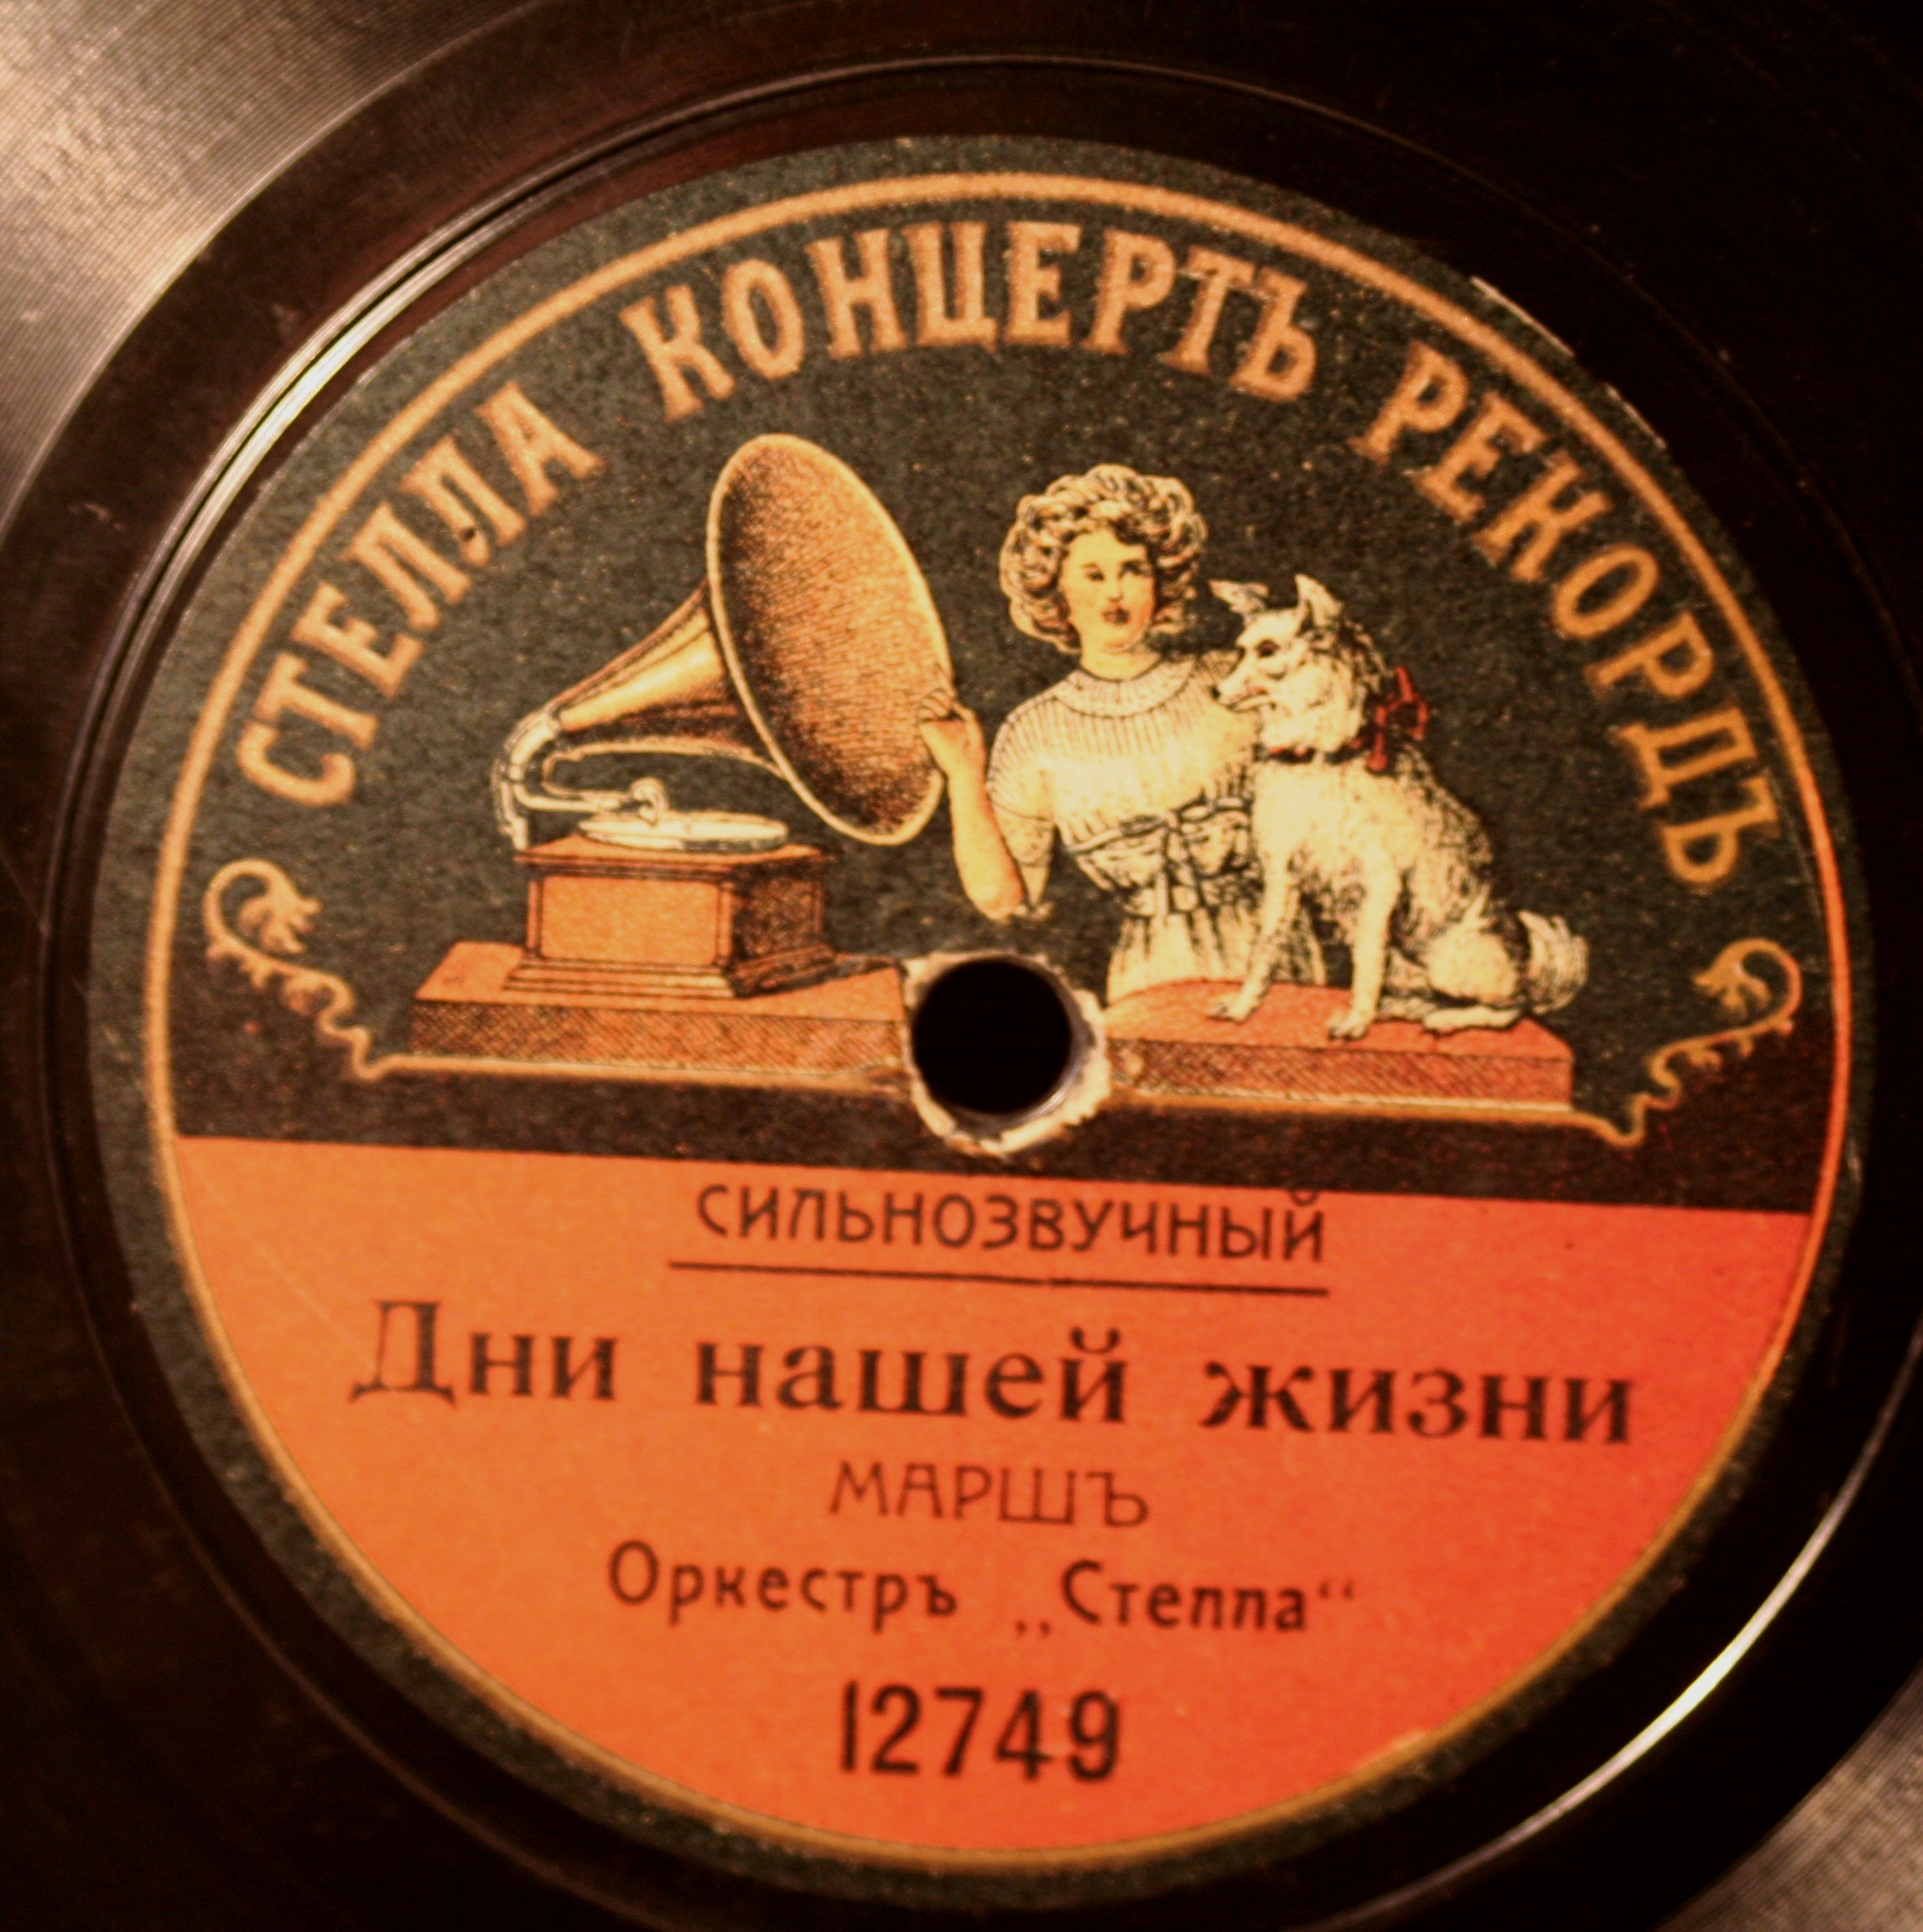 СТЕЛЛА КОНЦЕРТЪ РЕКОРДЪ
СИЛЬНОЗВУЧНЫЙ
Дни нашей жизни
МАРШЪ
Оркестръ „Стелла“
12749